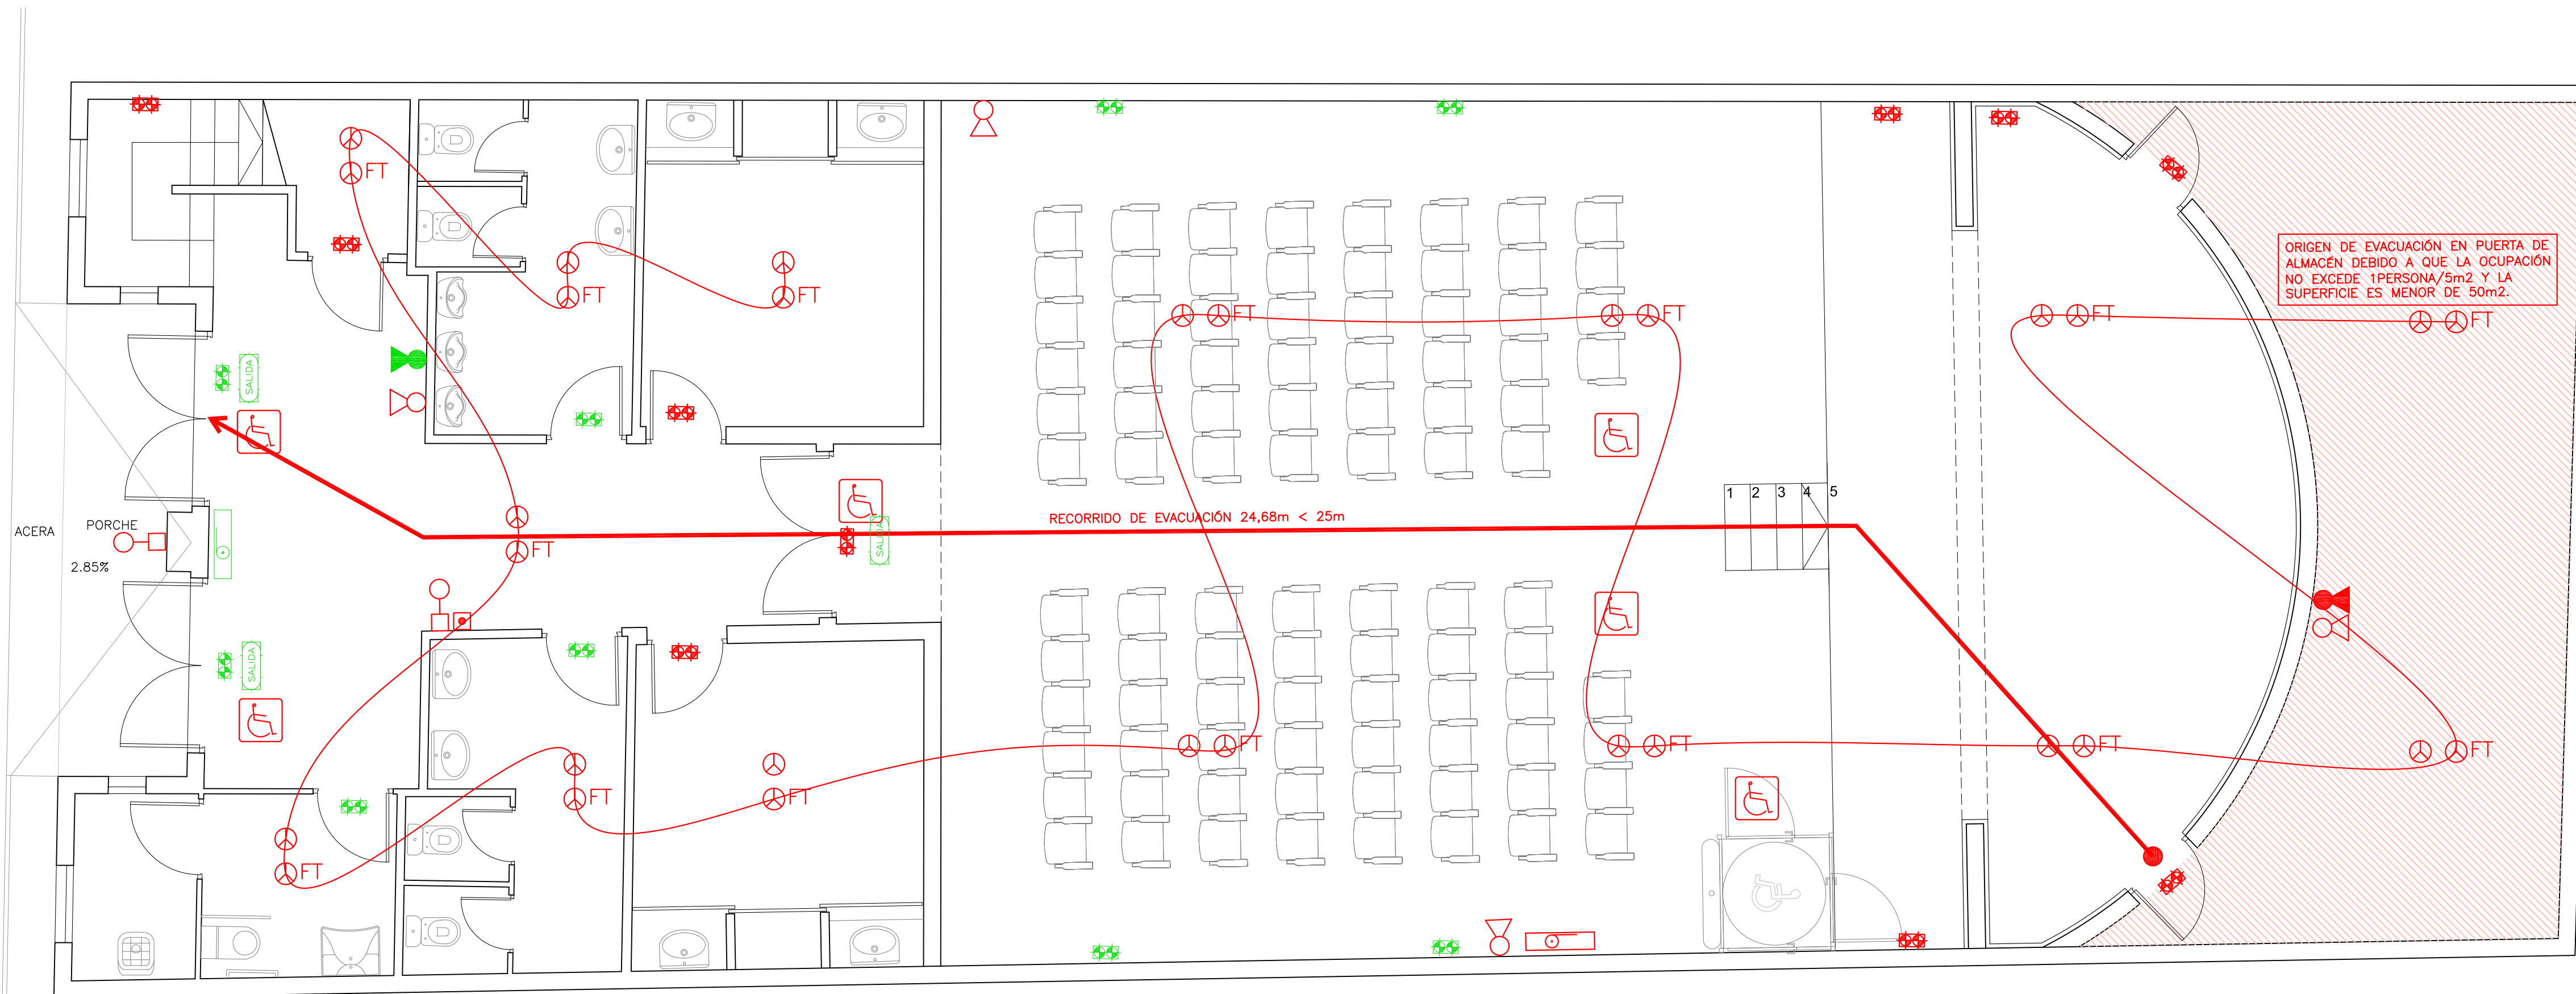 FT
FT
FT
ORIGEN DE EVACUACIÓN EN PUERTA DE
ALMACÉN DEBIDO A QUE LA OCUPACIÓN
NO EXCEDE 1PERSONA/5m2 Y LA
SUPERFICIE ES MENOR DE 50m2.
FT
FT
FT
FT
SALIDA
1 2 3 4 5
RECORRIDO DE EVACUACIÓN 24,68m < 25m
ACERA
PORCHE
2.85%
FT
SALIDA
SALIDA
FT
FT
FT
FT
FT
FT
FT